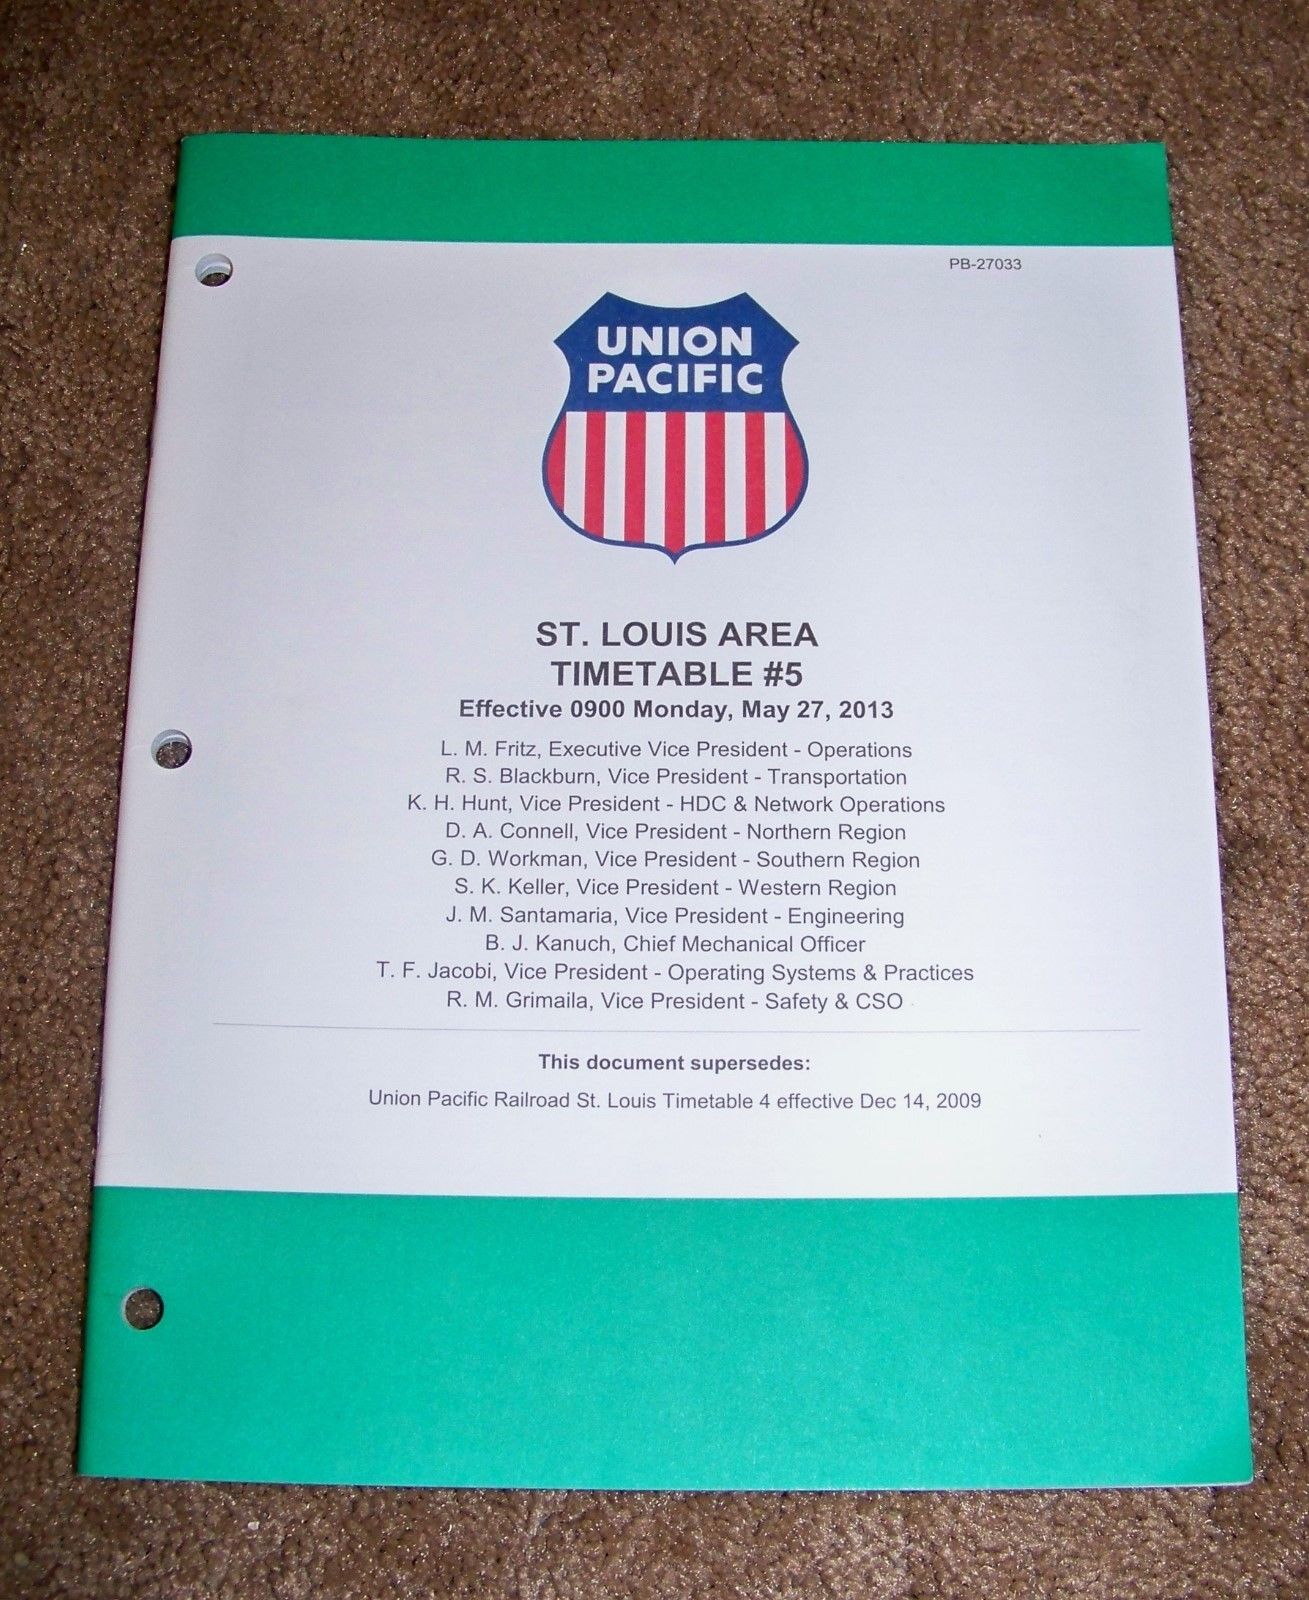 PB-27033
UNION
PACIFIC
ST. LOUIS AREA
TIMETABLE #5
Effective 0900 Monday, May 27, 2013
L. M. Fritz, Executive Vice President - Operations
R. S. Blackburn, Vice President - Transportation
K. H. Hunt, Vice President - HDC & Network Operations
D. A. Connell, Vice President - Northern Region
G. D. Workman, Vice President - Southern Region
S. K. Keller, Vice President - Western Region
J. M. Santamaria, Vice President - Engineering
B. J. Kanuch, Chief Mechanical Officer
T. F. Jacobi, Vice President - Operating Systems & Practices
R. M. Grimaila, Vice President - Safety & CSO
This document supersedes:
Union Pacific Railroad St. Louis Timetable 4 effective Dec 14, 2009